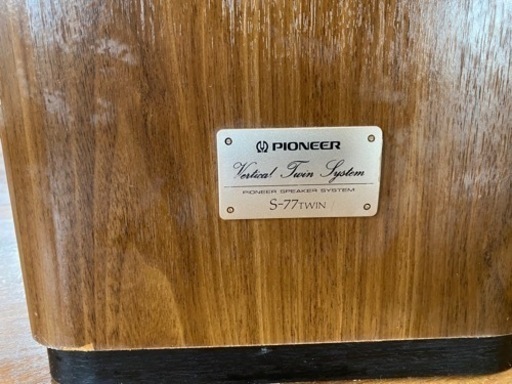 PIONEER
Vertical Twin System
PIONEER SPEAKER SYSTEM
S-77TWIN